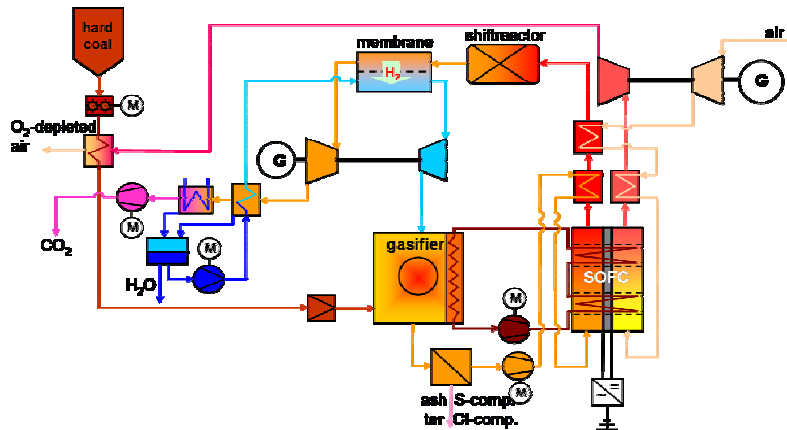 hard
coal
M
O₂-depleted
air
membrane
H₂
shiftreactor
air
G
G
M
CO₂
M
H₂O
gasifier
SOFC
M
M
ash S-comp.
tar Cl-comp.
~ =